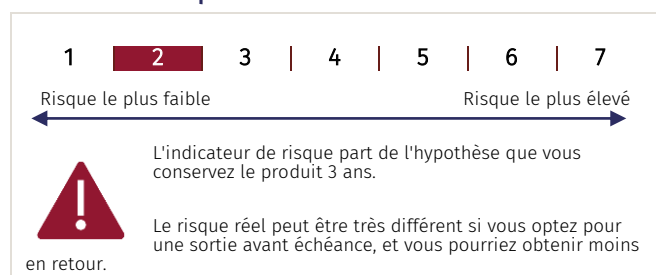 1 2 3 4 5 6 7
Risque le plus faible Risque le plus élevé
L'indicateur de risque part de l'hypothèse que vous
conservez le produit 3 ans.
Le risque réel peut être très différent si vous optez pour
une sortie avant échéance, et vous pourriez obtenir moins
en retour.